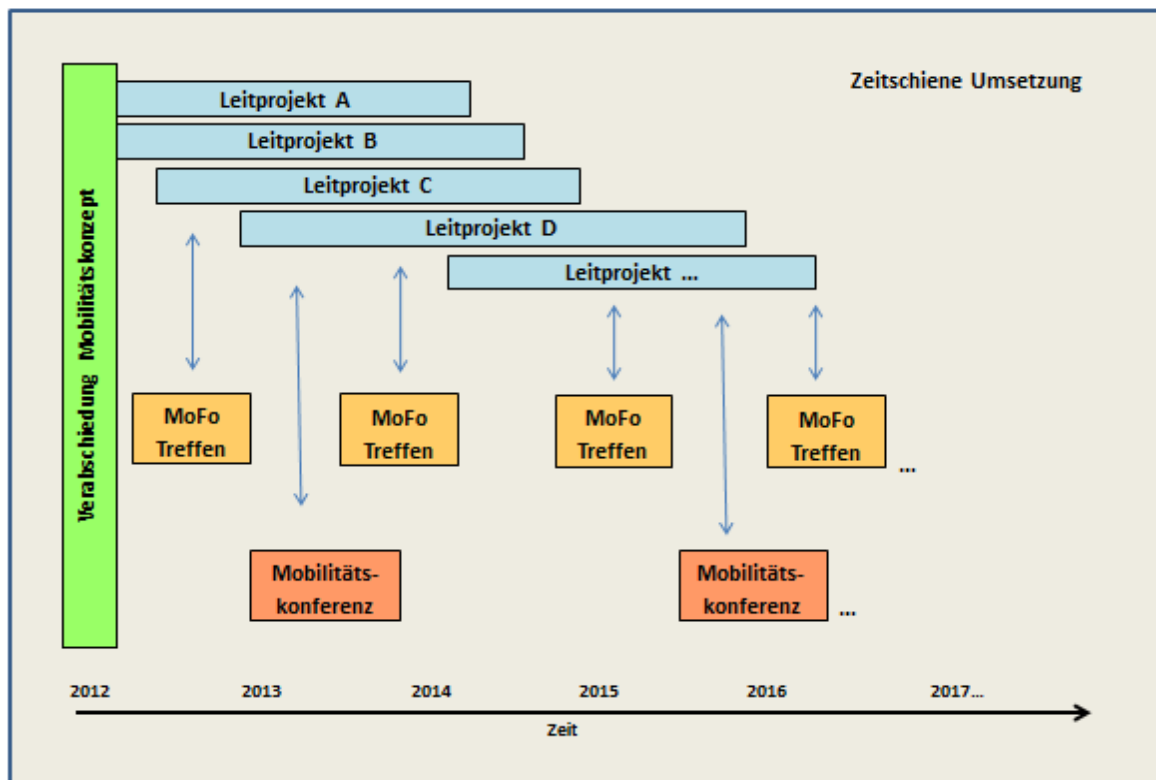 Zeitschiene Umsetzung
Verabschiedung Mobilitätskonzept
Leitprojekt A
Leitprojekt B
Leitprojekt C
Leitprojekt D
Leitprojekt ...
MoFo
Treffen
MoFo
Treffen
MoFo
Treffen
MoFo
Treffen
...
Mobilitäts-
konferenz
Mobilitäts-
konferenz
...
2012 2013 2014 2015 2016 2017...
Zeit